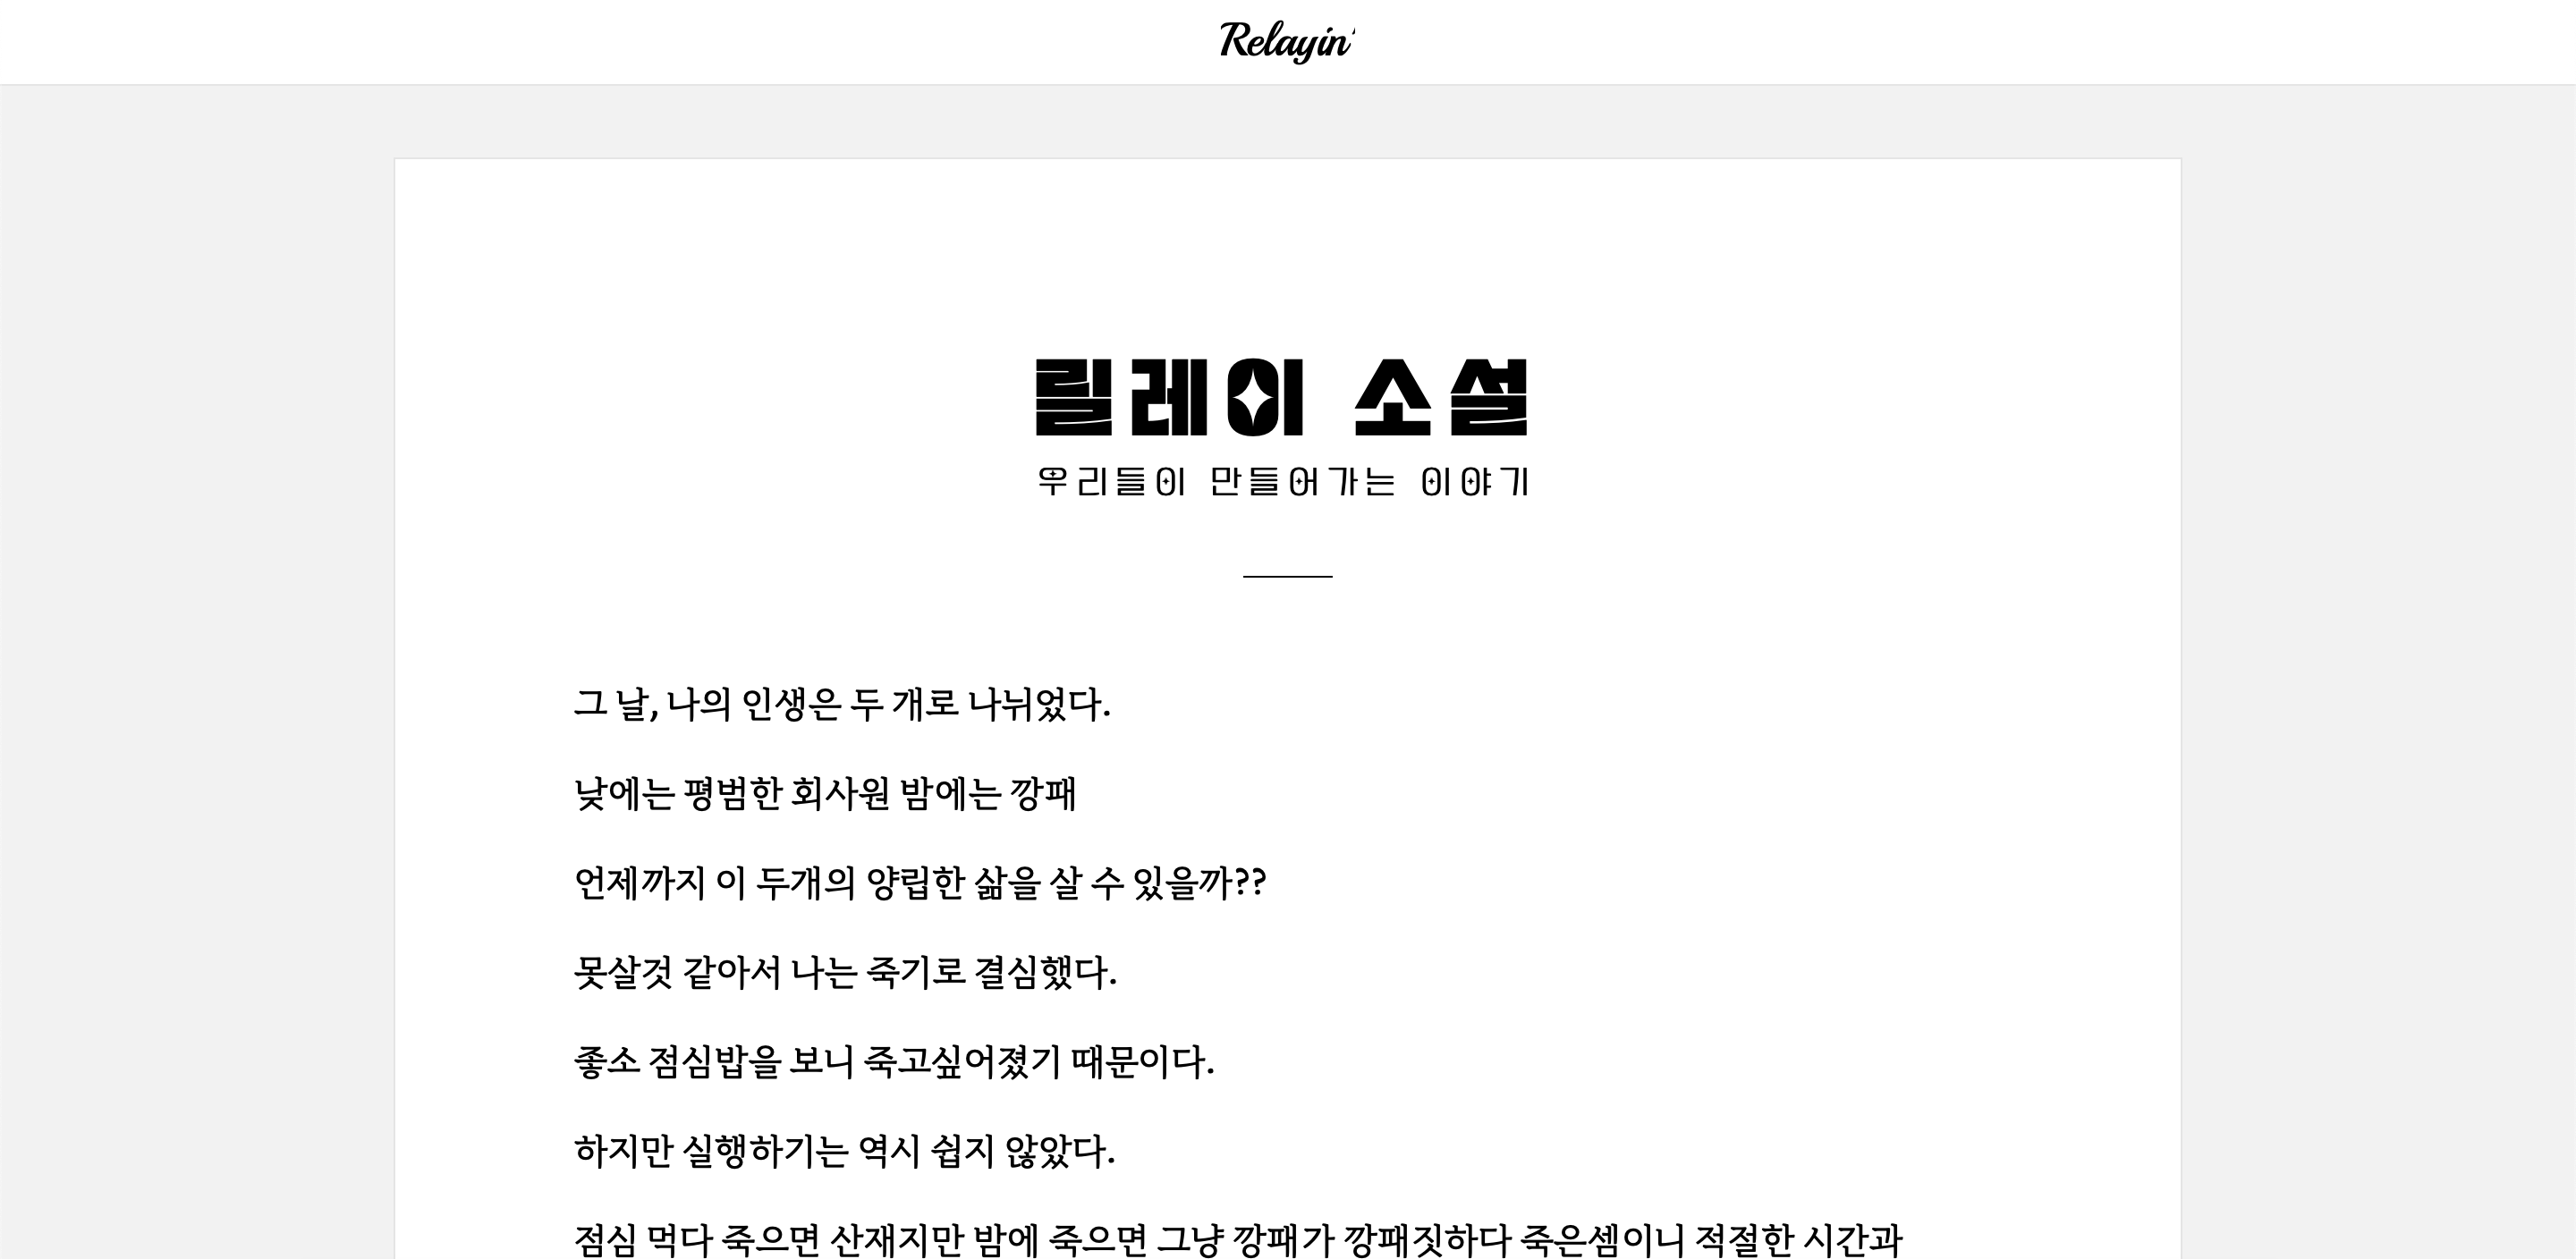 Relayin'
릴레이 소설
우리들이 만들어가는 이야기
그 날, 나의 인생은 두 개로 나뉘었다.
낮에는 평범한 회사원 밤에는 깡패
언제까지 이 두개의 양립한 삶을 살 수 있을까??
못살것 같아서 나는 죽기로 결심했다.
좋소 점심밥을 보니 죽고싶어졌기 때문이다.
하지만 실행하기는 역시 쉽지 않았다.
점심 먹다 죽으면 산재지만 밤에 죽으면 그냥 깡패가 깡패짓하다 죽은셈이니 적절한 시간과